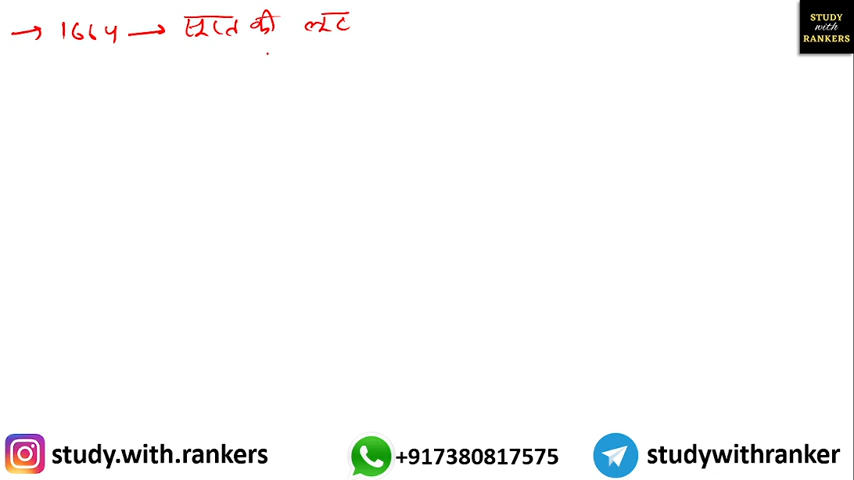 → 1664 → सूरत की लूट
STUDY
with
RANKERS
study.with.rankers
+917380817575
studywithranker